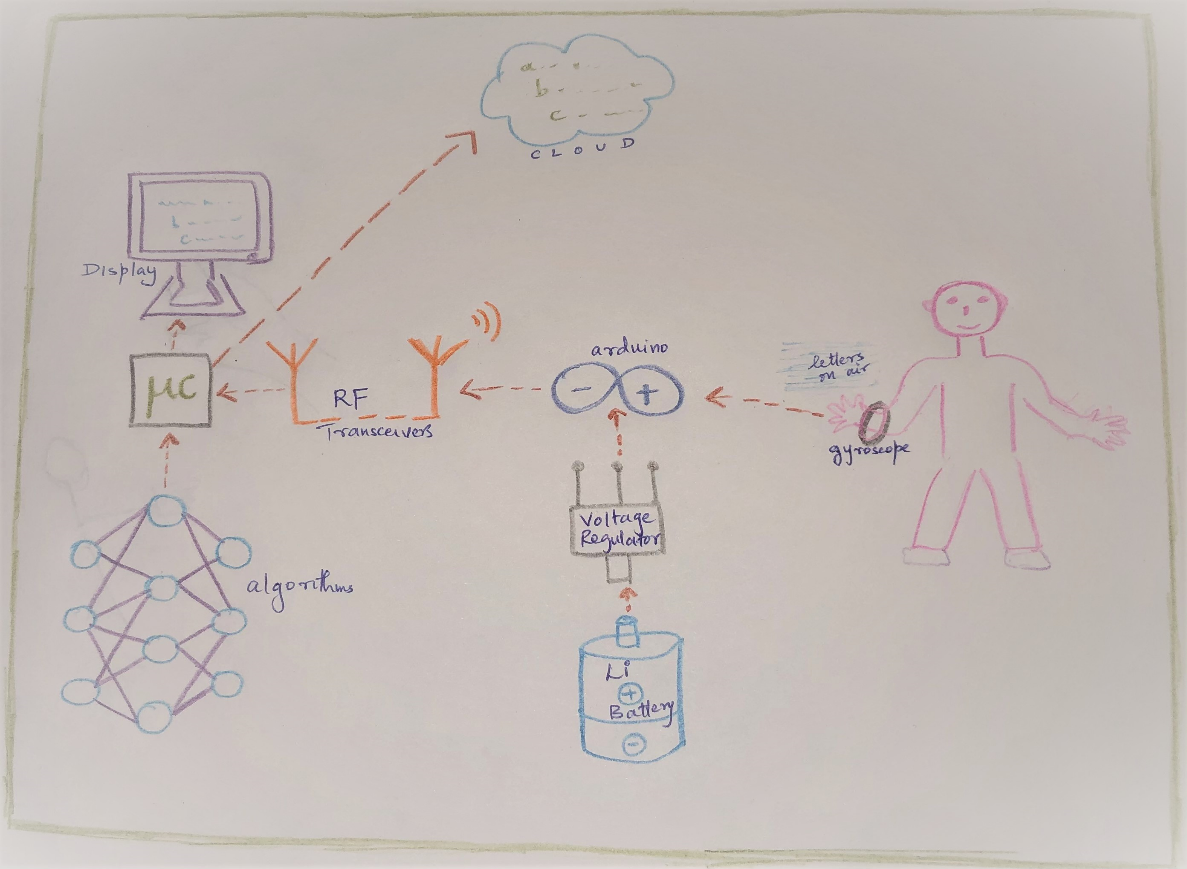 a
b
c
CLOUD
b
c
Display
arduino
letters
on air
μC
RF
Transceivers
- +
gyroscope
Voltage
Regulator
algorithms
Li
+
Battery
-